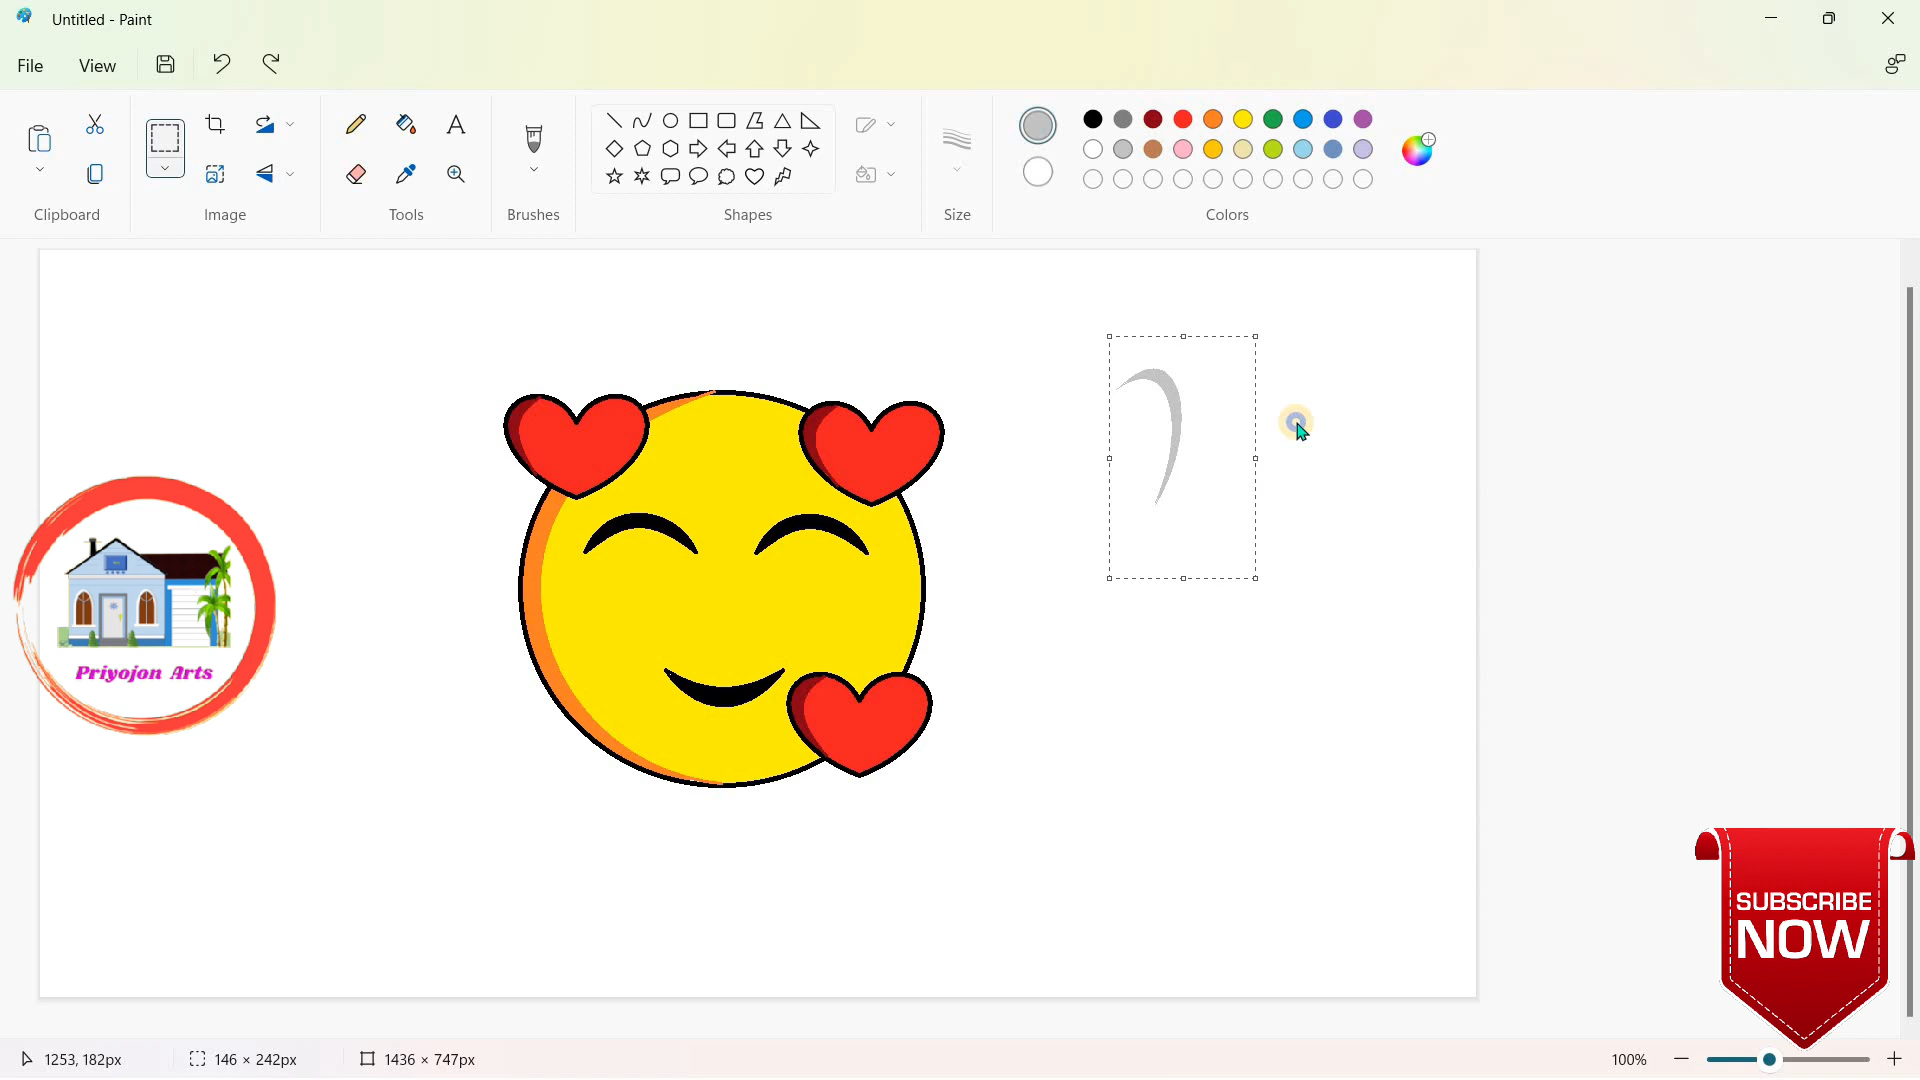 Untitled - Paint
File
View
Clipboard
Image
Tools
Brushes
Shapes
Size
Colors
Priyojon Arts
SUBSCRIBE
NOW
1253, 182px
146 × 242px
1436 × 747px
100%